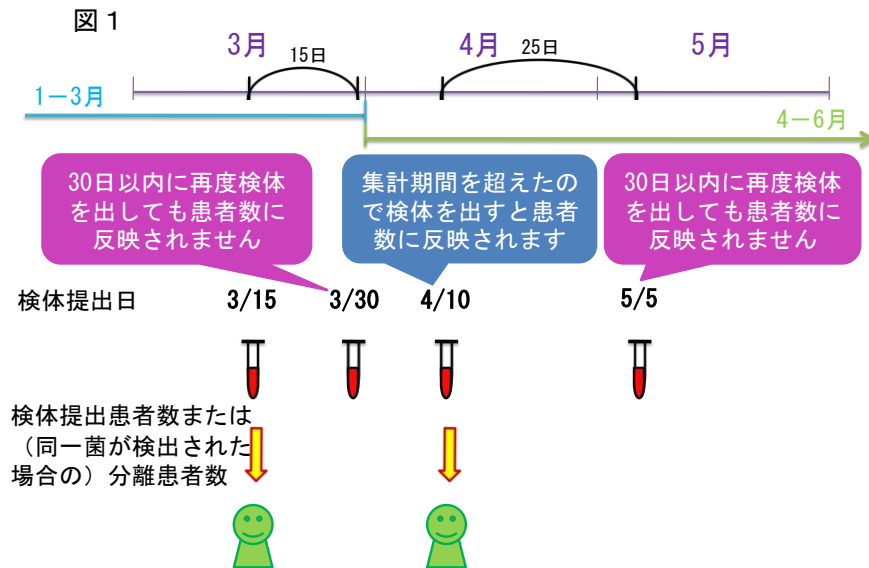 図1
3月
4月
5月
15日
25日
1-3月
4-6月
30日以内に再度検体
を出しても患者数に
反映されません
集計期間を超えたの
で検体を出すと患者
数に反映されます
30日以内に再度検体
を出しても患者数に
反映されません
検体提出日
3/15
3/30
4/10
5/5
検体提出患者数または
（同一菌が検出された
場合の）分離患者数